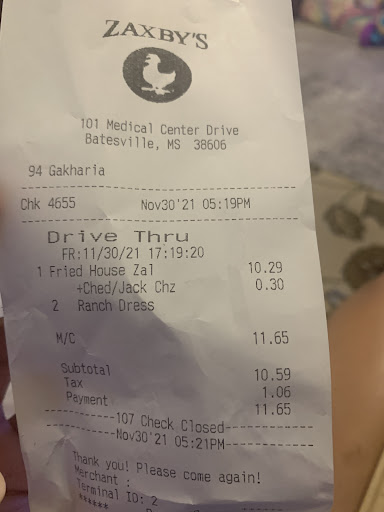 ZAXBY'S
101 Medical Center Drive
Batesville, MS 38606
94 Gakharia
Chk 4655 Nov30'21 05:19PM
Drive Thru
FR:11/30/21 17:19:20
1 Fried House Zal 10.29
+Ched/Jack Chz 0.30
2 Ranch Dress
M/C 11.65
Subtotal 10.59
Tax 1.06
Payment 11.65
----------107 Check Closed----------
----------Nov30'21 05:21PM----------
Thank you! Please come again!
Merchant :
Terminal ID: 2
******